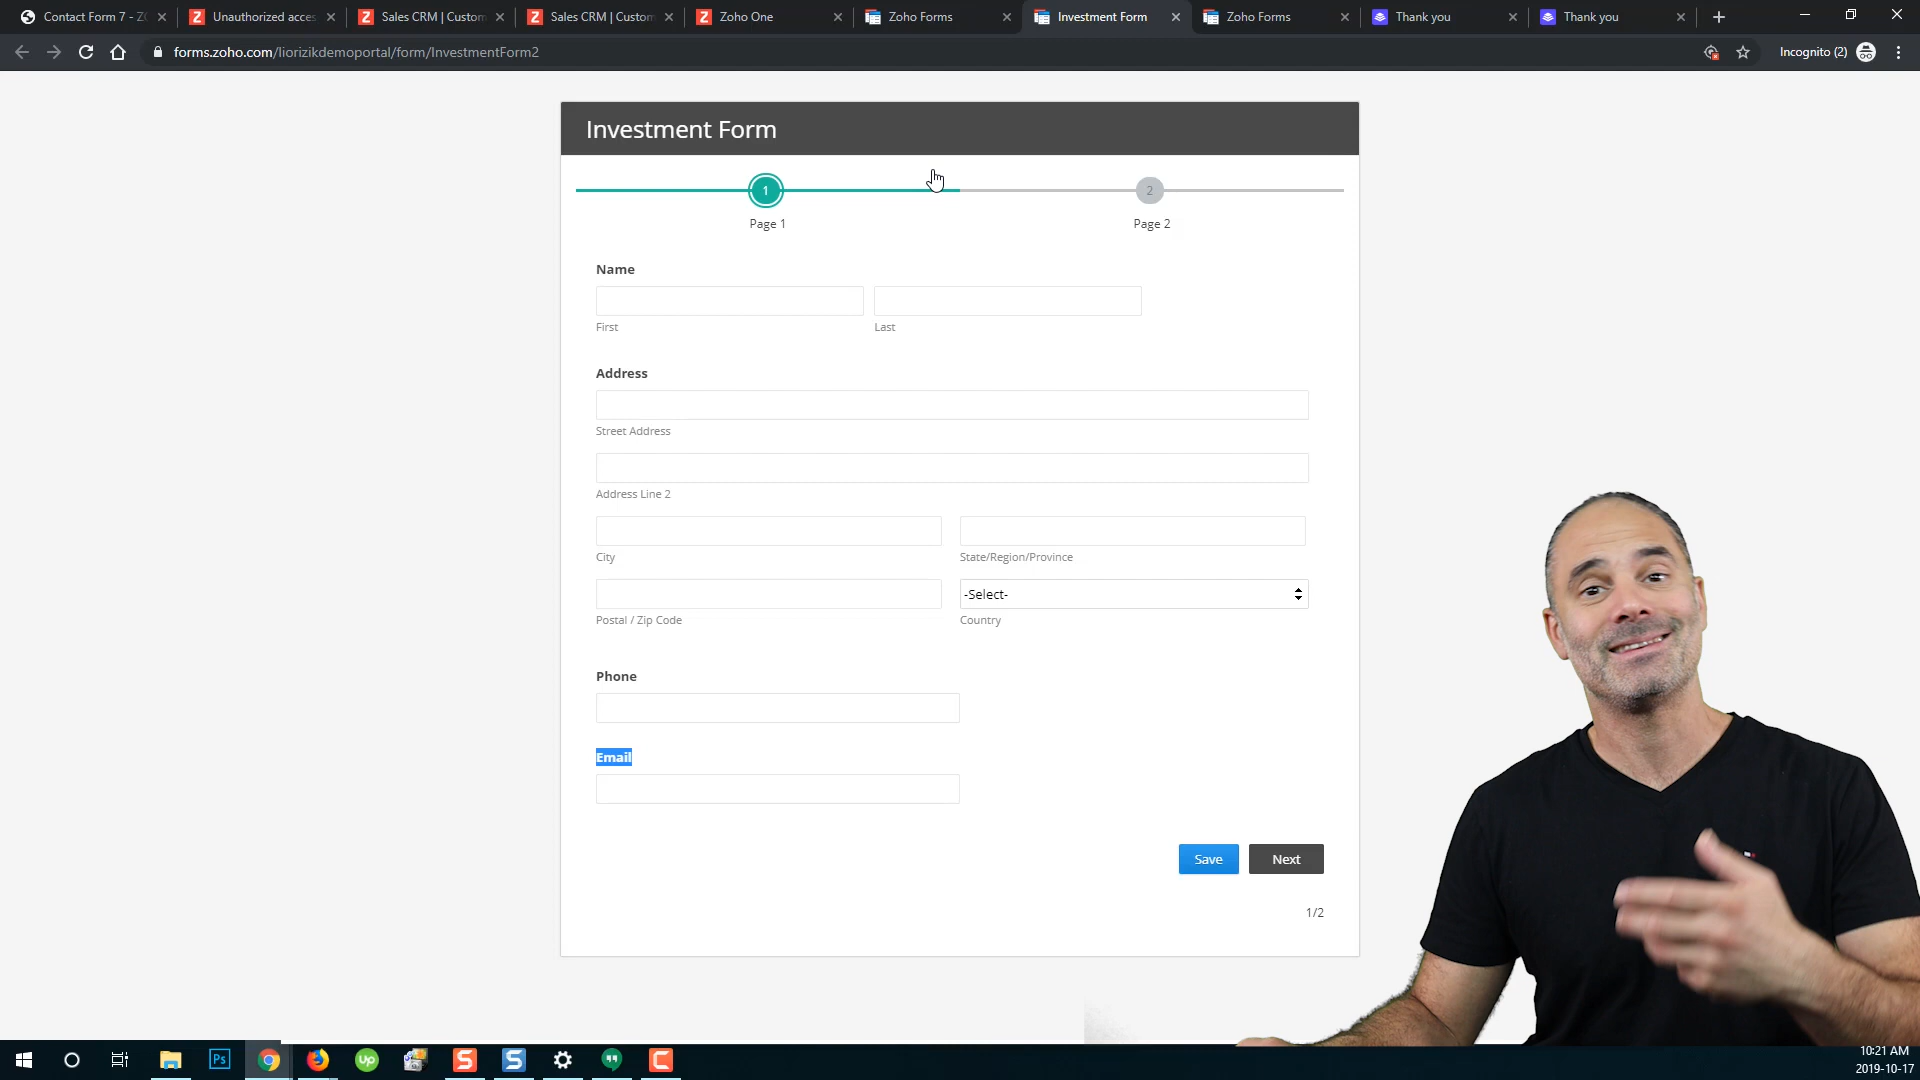 Contact Form 7 - Z
Unauthorized acces
Sales CRM | Custom
Sales CRM | Custom
Zoho One
Zoho Forms
Investment Form
Zoho Forms
Thank you
Thank you
forms.zoho.com/liorizikdemoportal/form/InvestmentForm2
Incognito (2)
Investment Form
1
2
Page 1
Page 2
Name
First
Last
Address
Street Address
Address Line 2
City
State/Region/Province
-Select-
Postal / Zip Code
Country
Phone
Email
Save
Next
1/2
Ps
up
S
S
C
10:21 AM
2019-10-17